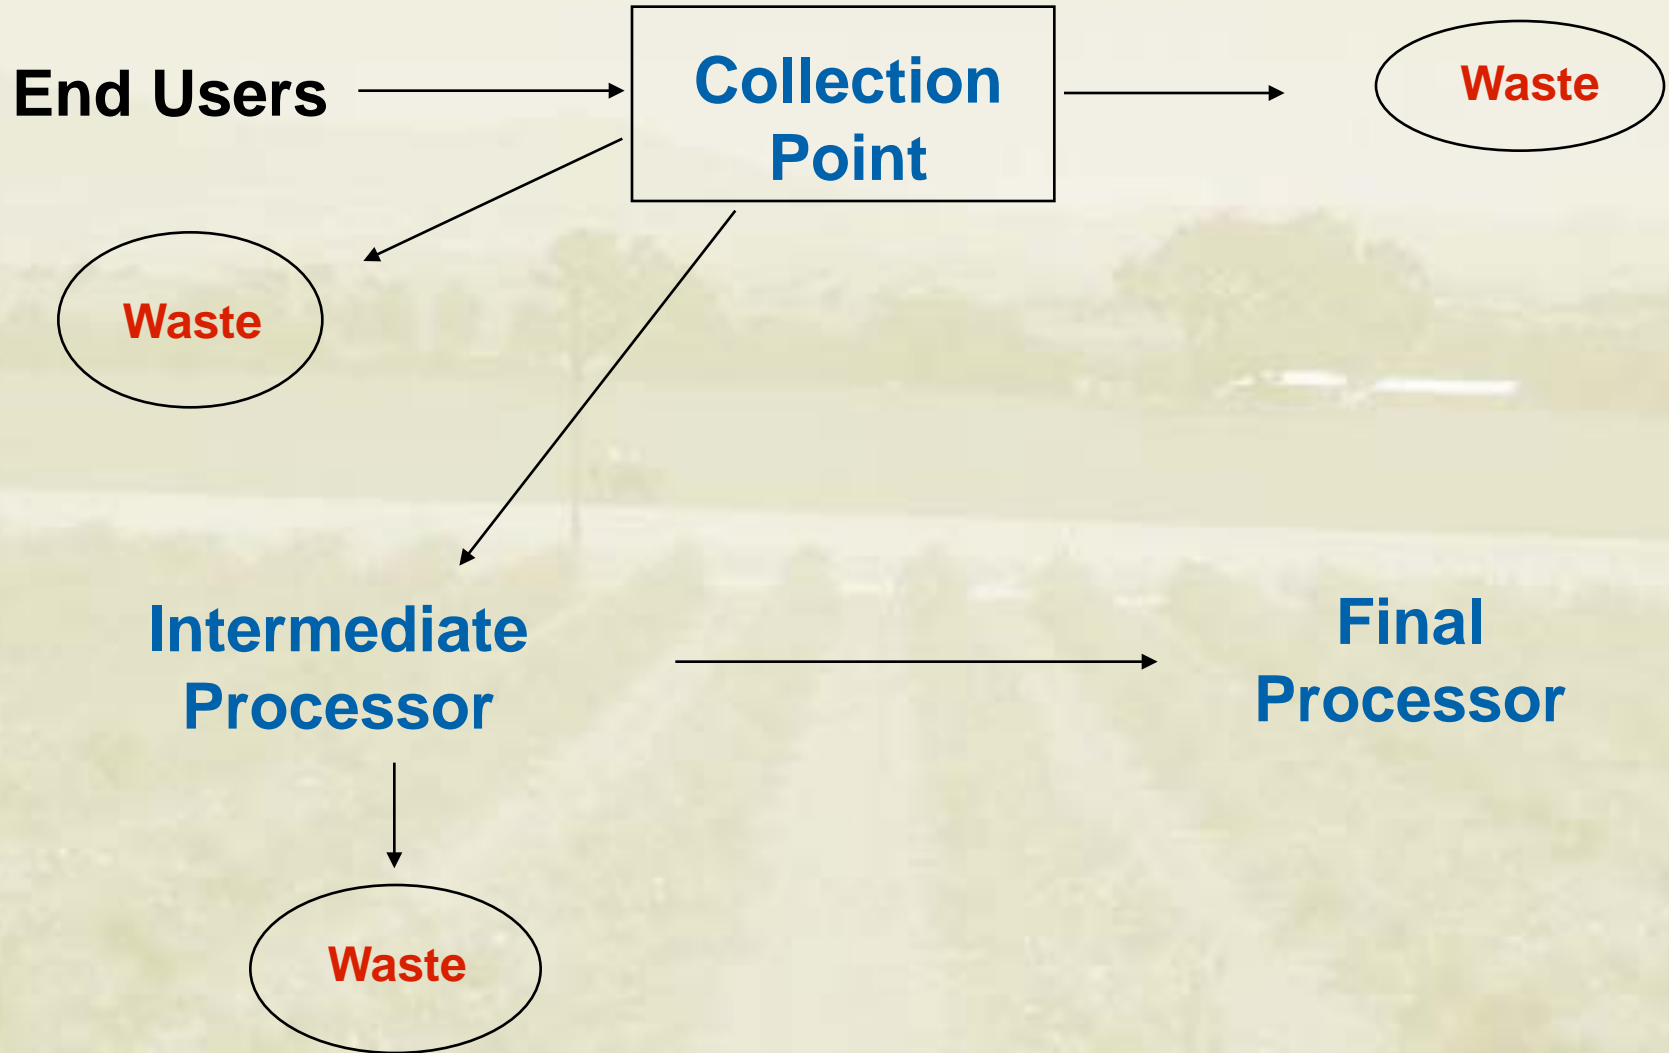 End Users
Collection
Point
Waste
Waste
Intermediate
Processor
Final
Processor
Waste